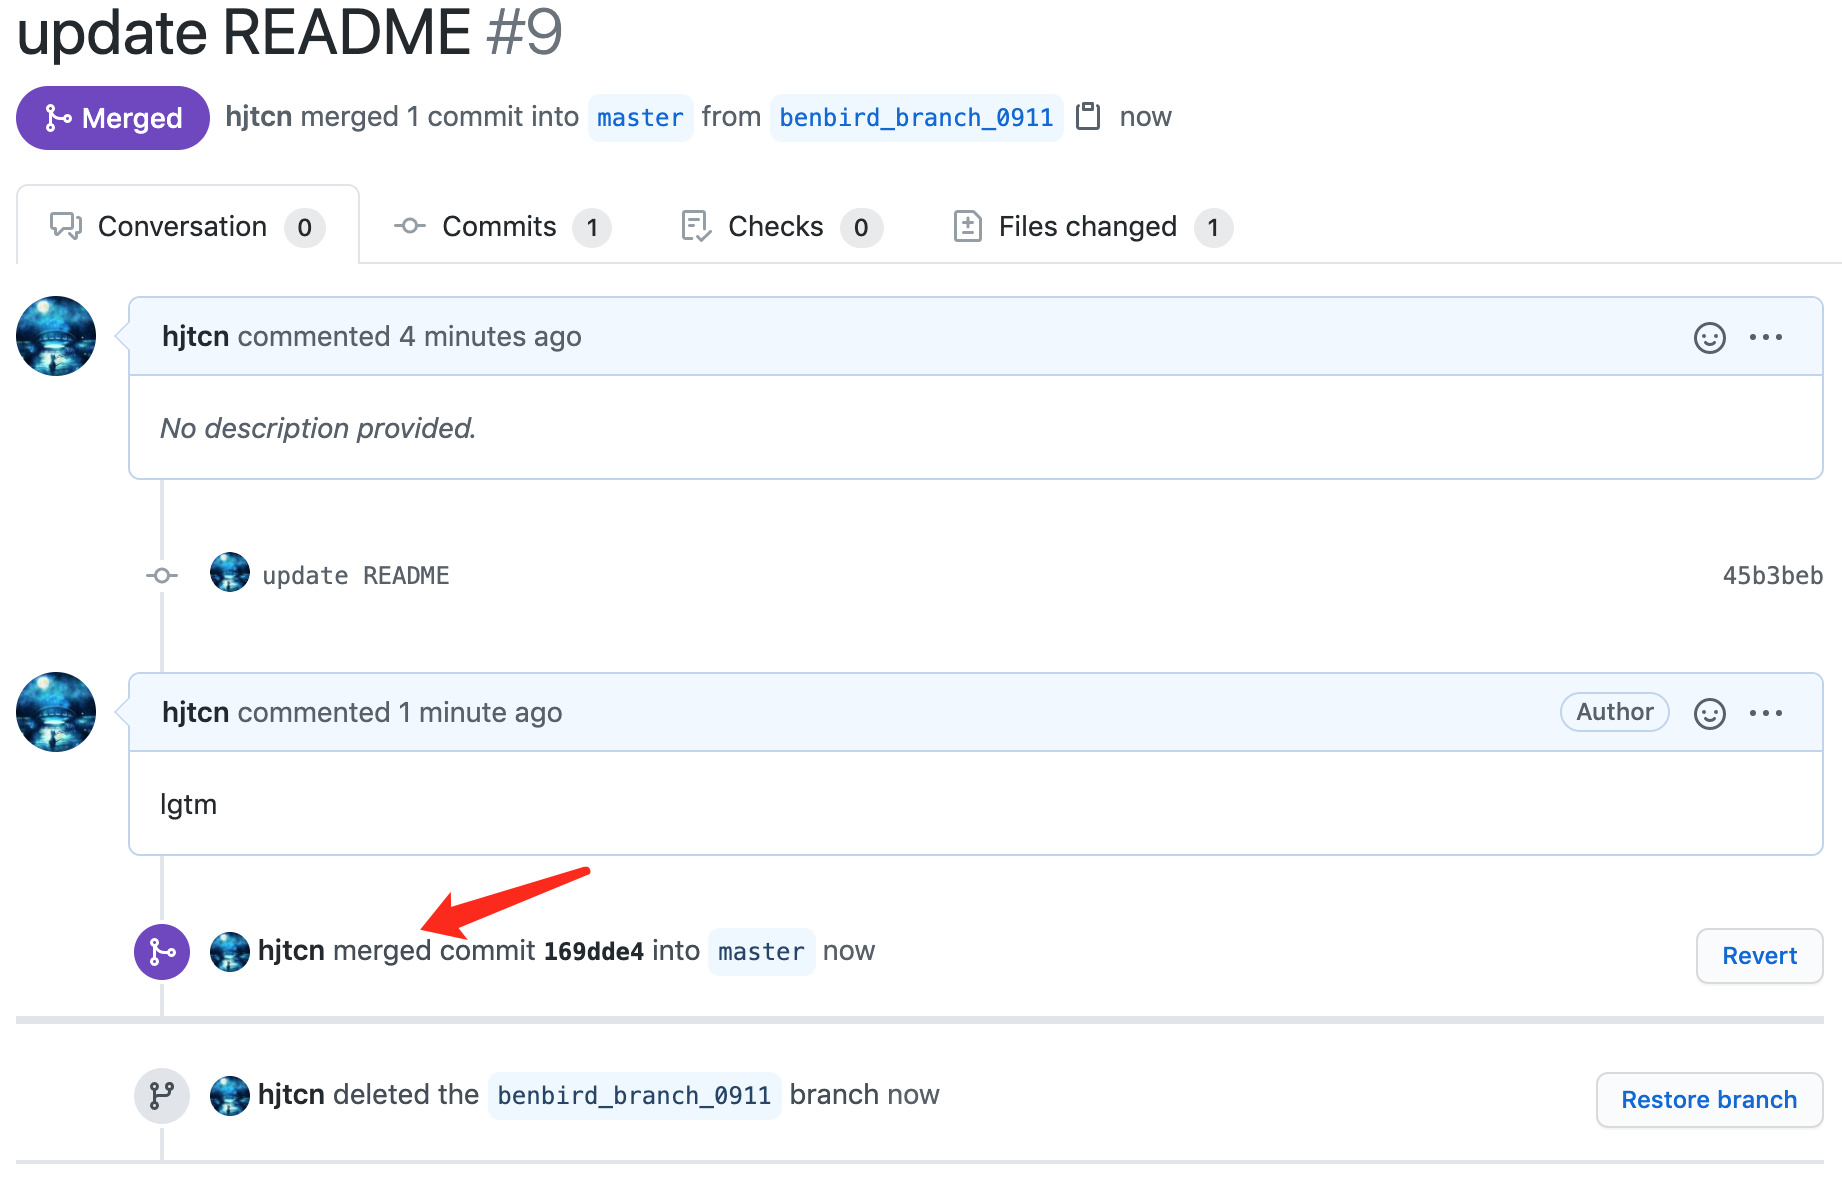 update README #9
Merged hjtcn merged 1 commit into master from benbird_branch_0911 now
Conversation 0 Commits 1 Checks 0 Files changed 1
hjtcn commented 4 minutes ago
No description provided.
update README 45b3beb
hjtcn commented 1 minute ago Author
lgtm
hjtcn merged commit 169dde4 into master now Revert
hjtcn deleted the benbird_branch_0911 branch now Restore branch